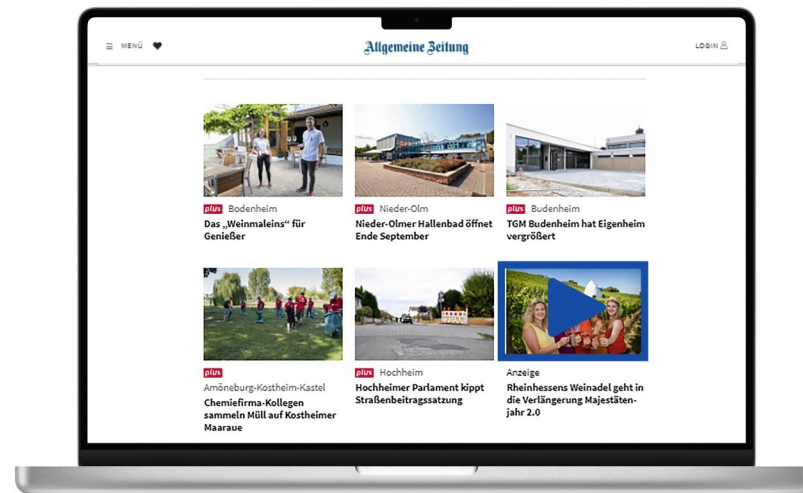 MENÜ
Allgemeine Zeitung
LOGIN
plus Bodenheim
Das „Weinmaleins“ für
Genießer
plus Nieder-Olm
Nieder-Olmer Hallenbad öffnet
Ende September
plus Budenheim
TGM Budenheim hat Eigenheim
vergrößert
plus
Amöneburg-Kostheim-Kastel
Chemiefirma-Kollegen
sammeln Müll auf Kostheimer
Maaraue
plus Hochheim
Hochheimer Parlament kippt
Straßenbeitragssatzung
Anzeige
Rheinhessens Weinadel geht in
die Verlängerung Majestäten-
jahr 2.0